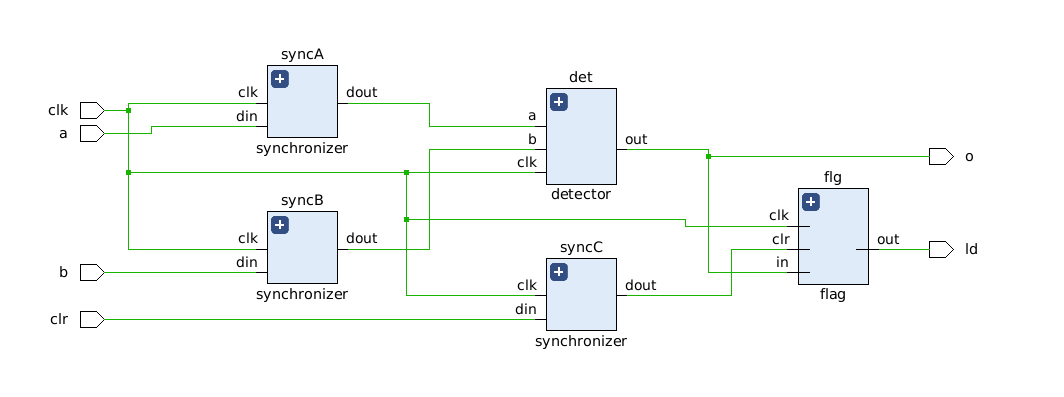 syncA
clk
dout
din
synchronizer
clk
a
det
a
b
out
clk
detector
o
syncB
clk
dout
din
synchronizer
b
clr
syncC
clk
dout
din
synchronizer
flg
clk
clr
out
in
flag
ld